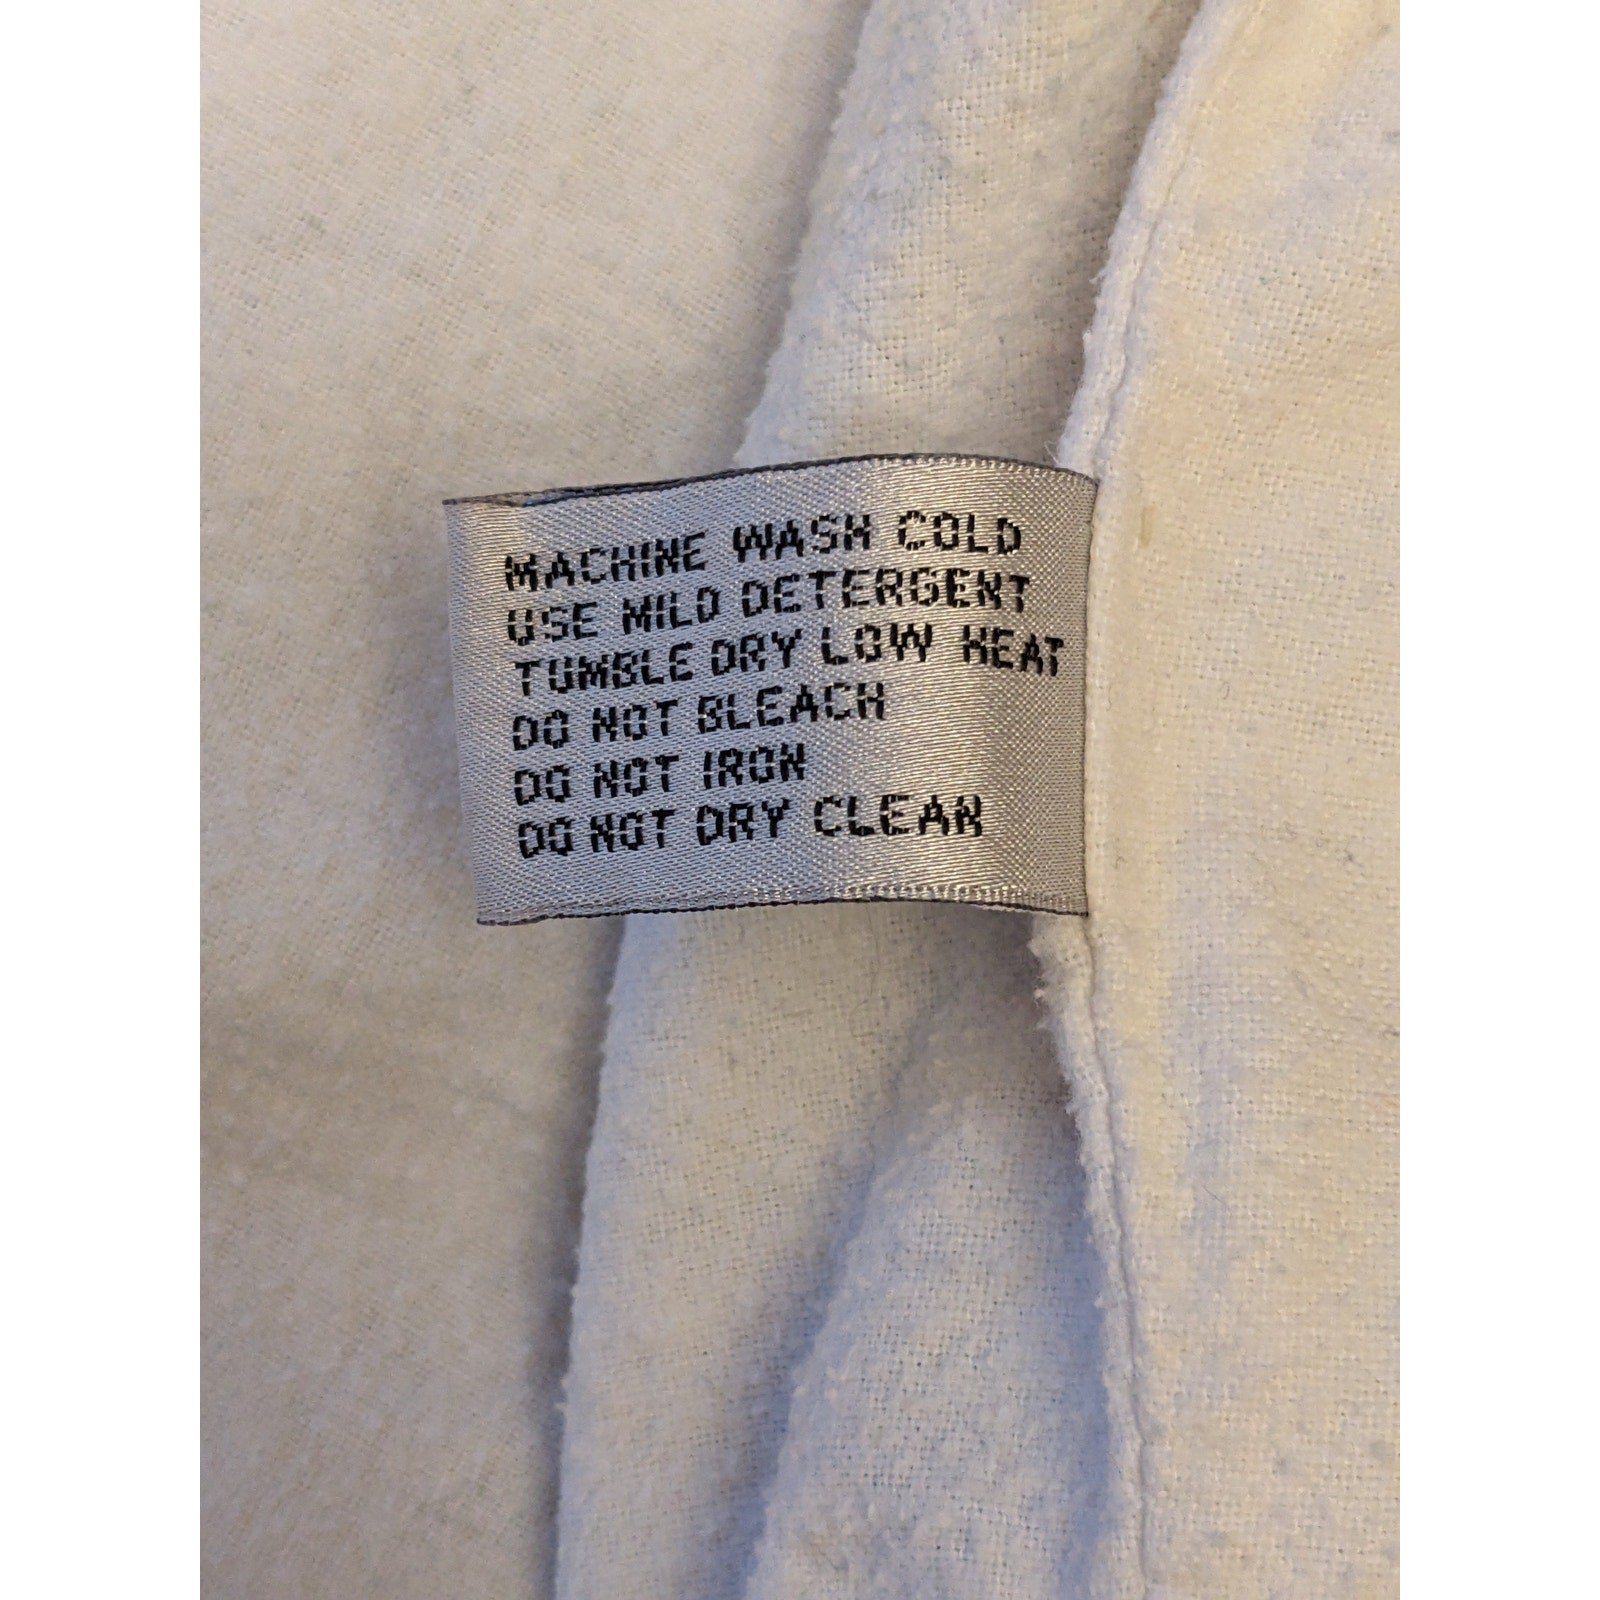 MACHINE WASH COLD
USE MILD DETERGENT
TUMBLE DRY LOW HEAT
DO NOT BLEACH
DO NOT IRON
DO NOT DRY CLEAN